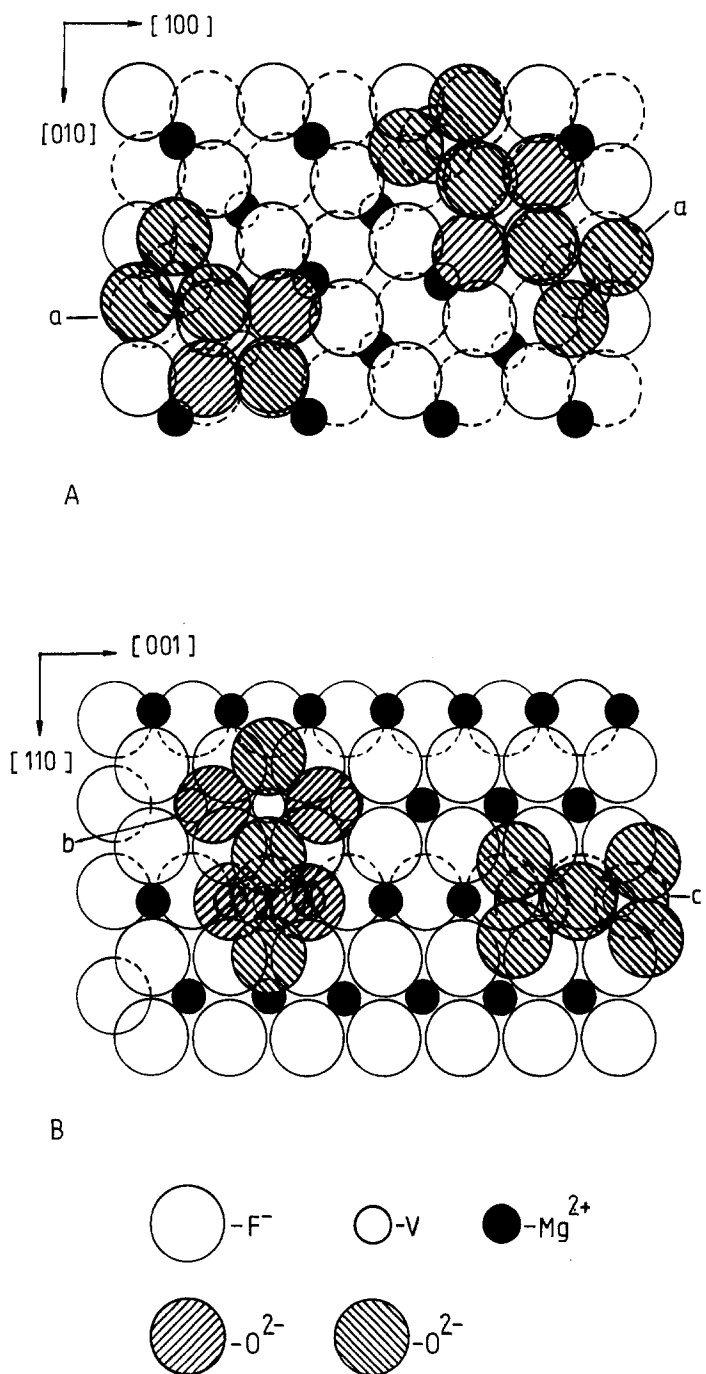 [100]
[010]
a
a
A
[001]
[110]
b
c
B
-F⁻
-V
-Mg²⁺
-O²⁻
-O²⁻